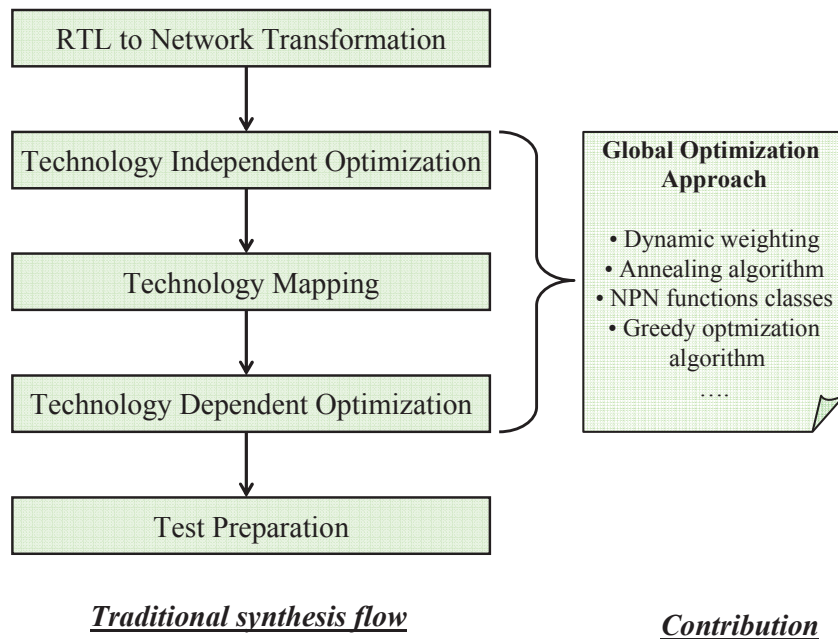 RTL to Network Transformation
Technology Independent Optimization
Technology Mapping
Technology Dependent Optimization
Test Preparation
Traditional synthesis flow
Global Optimization
Approach
• Dynamic weighting
• Annealing algorithm
• NPN functions classes
• Greedy optmization
algorithm
….
Contribution